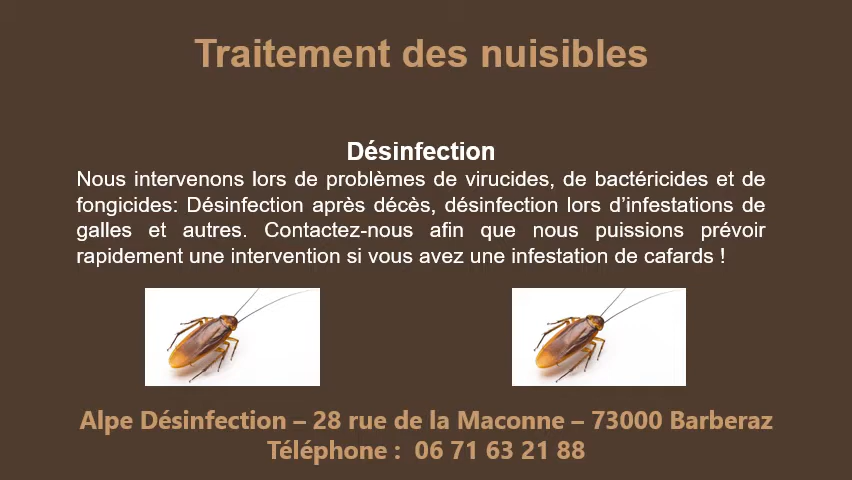 Traitement des nuisibles
Désinfection
Nous intervenons lors de problèmes de virucides, de bactéricides et de
fongicides: Désinfection après décès, désinfection lors d’infestations de
galles et autres. Contactez-nous afin que nous puissions prévoir
rapidement une intervention si vous avez une infestation de cafards !
Alpe Désinfection – 28 rue de la Maconne – 73000 Barberaz
Téléphone : 06 71 63 21 88